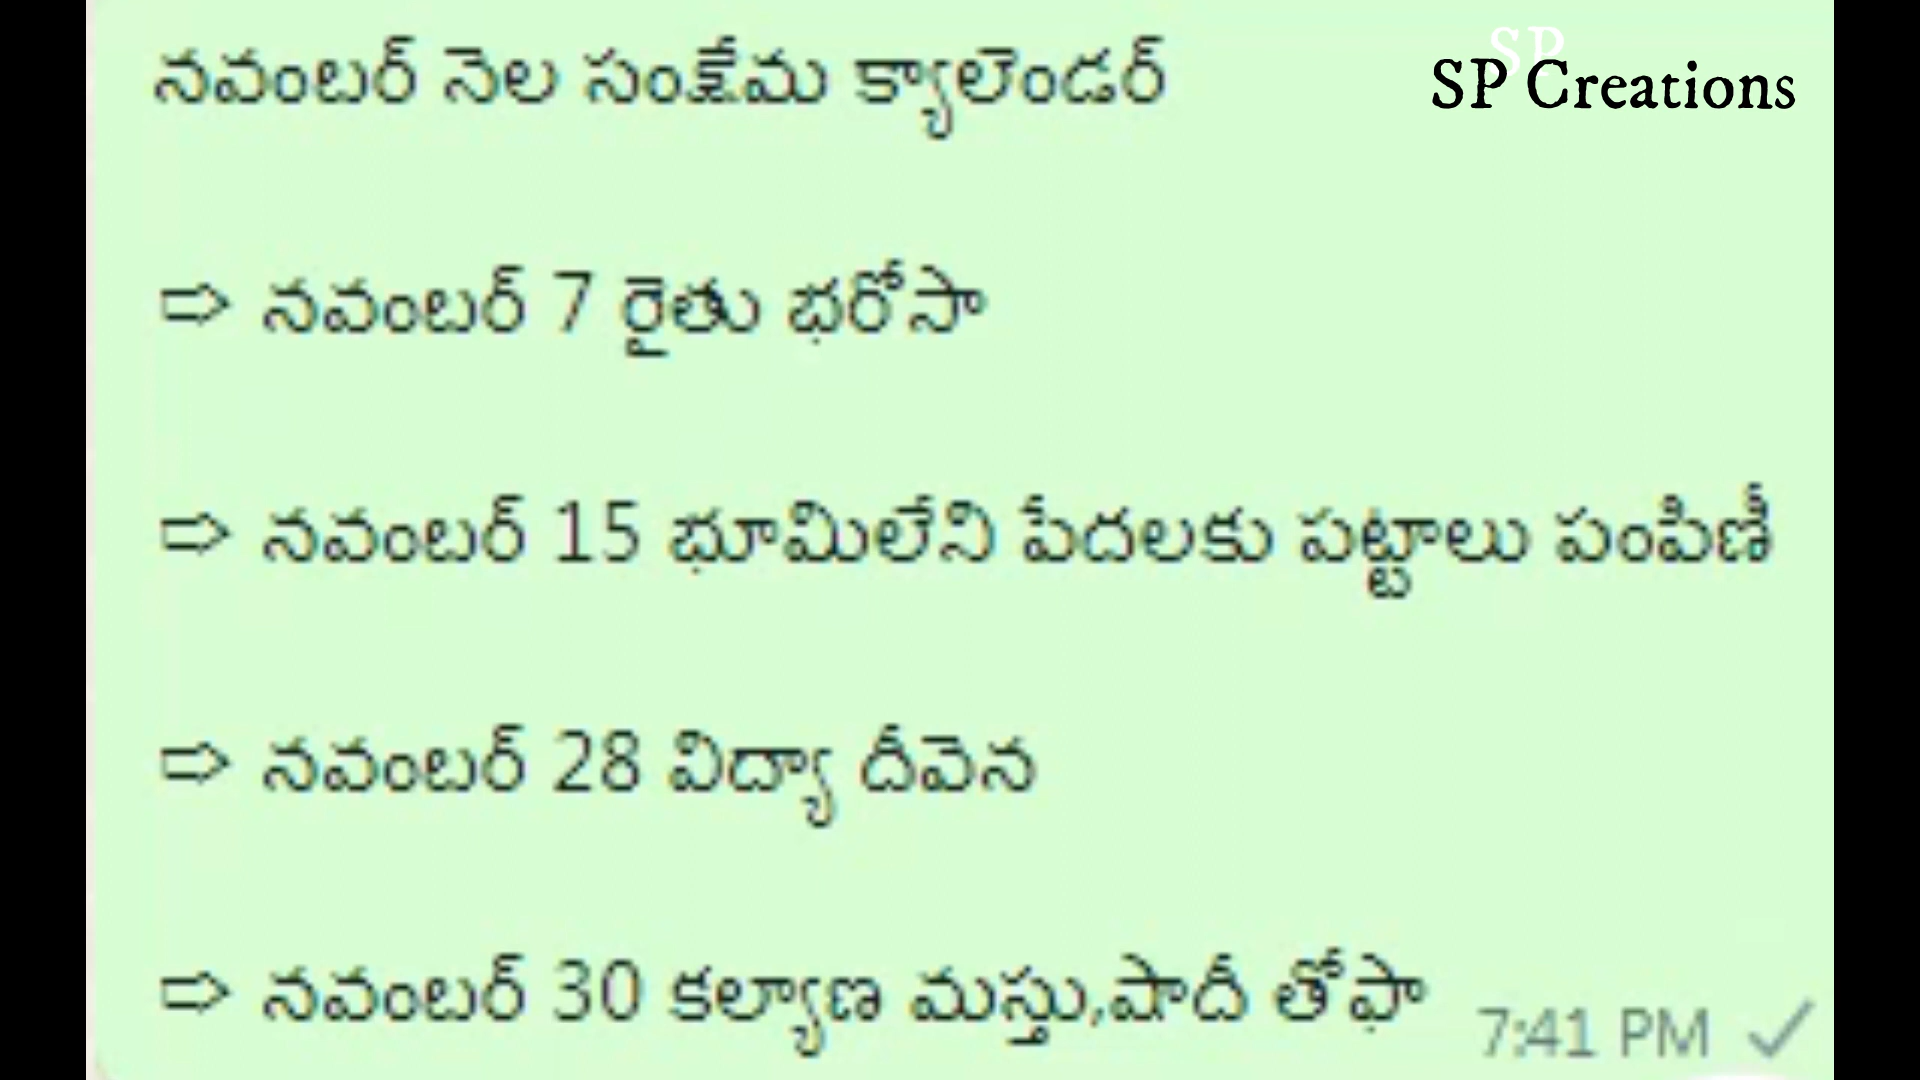 నవంబర్ నెల సంక్షేమ క్యాలెండర్
SP
SP Creations
⇨ నవంబర్ 7 రైతు భరోసా
⇨ నవంబర్ 15 భూమిలేని పేదలకు పట్టాలు పంపిణీ
⇨ నవంబర్ 28 విద్యా దీవెన
⇨ నవంబర్ 30 కల్యాణ మస్తు,షాదీ తోఫా
7:41 PM ✓